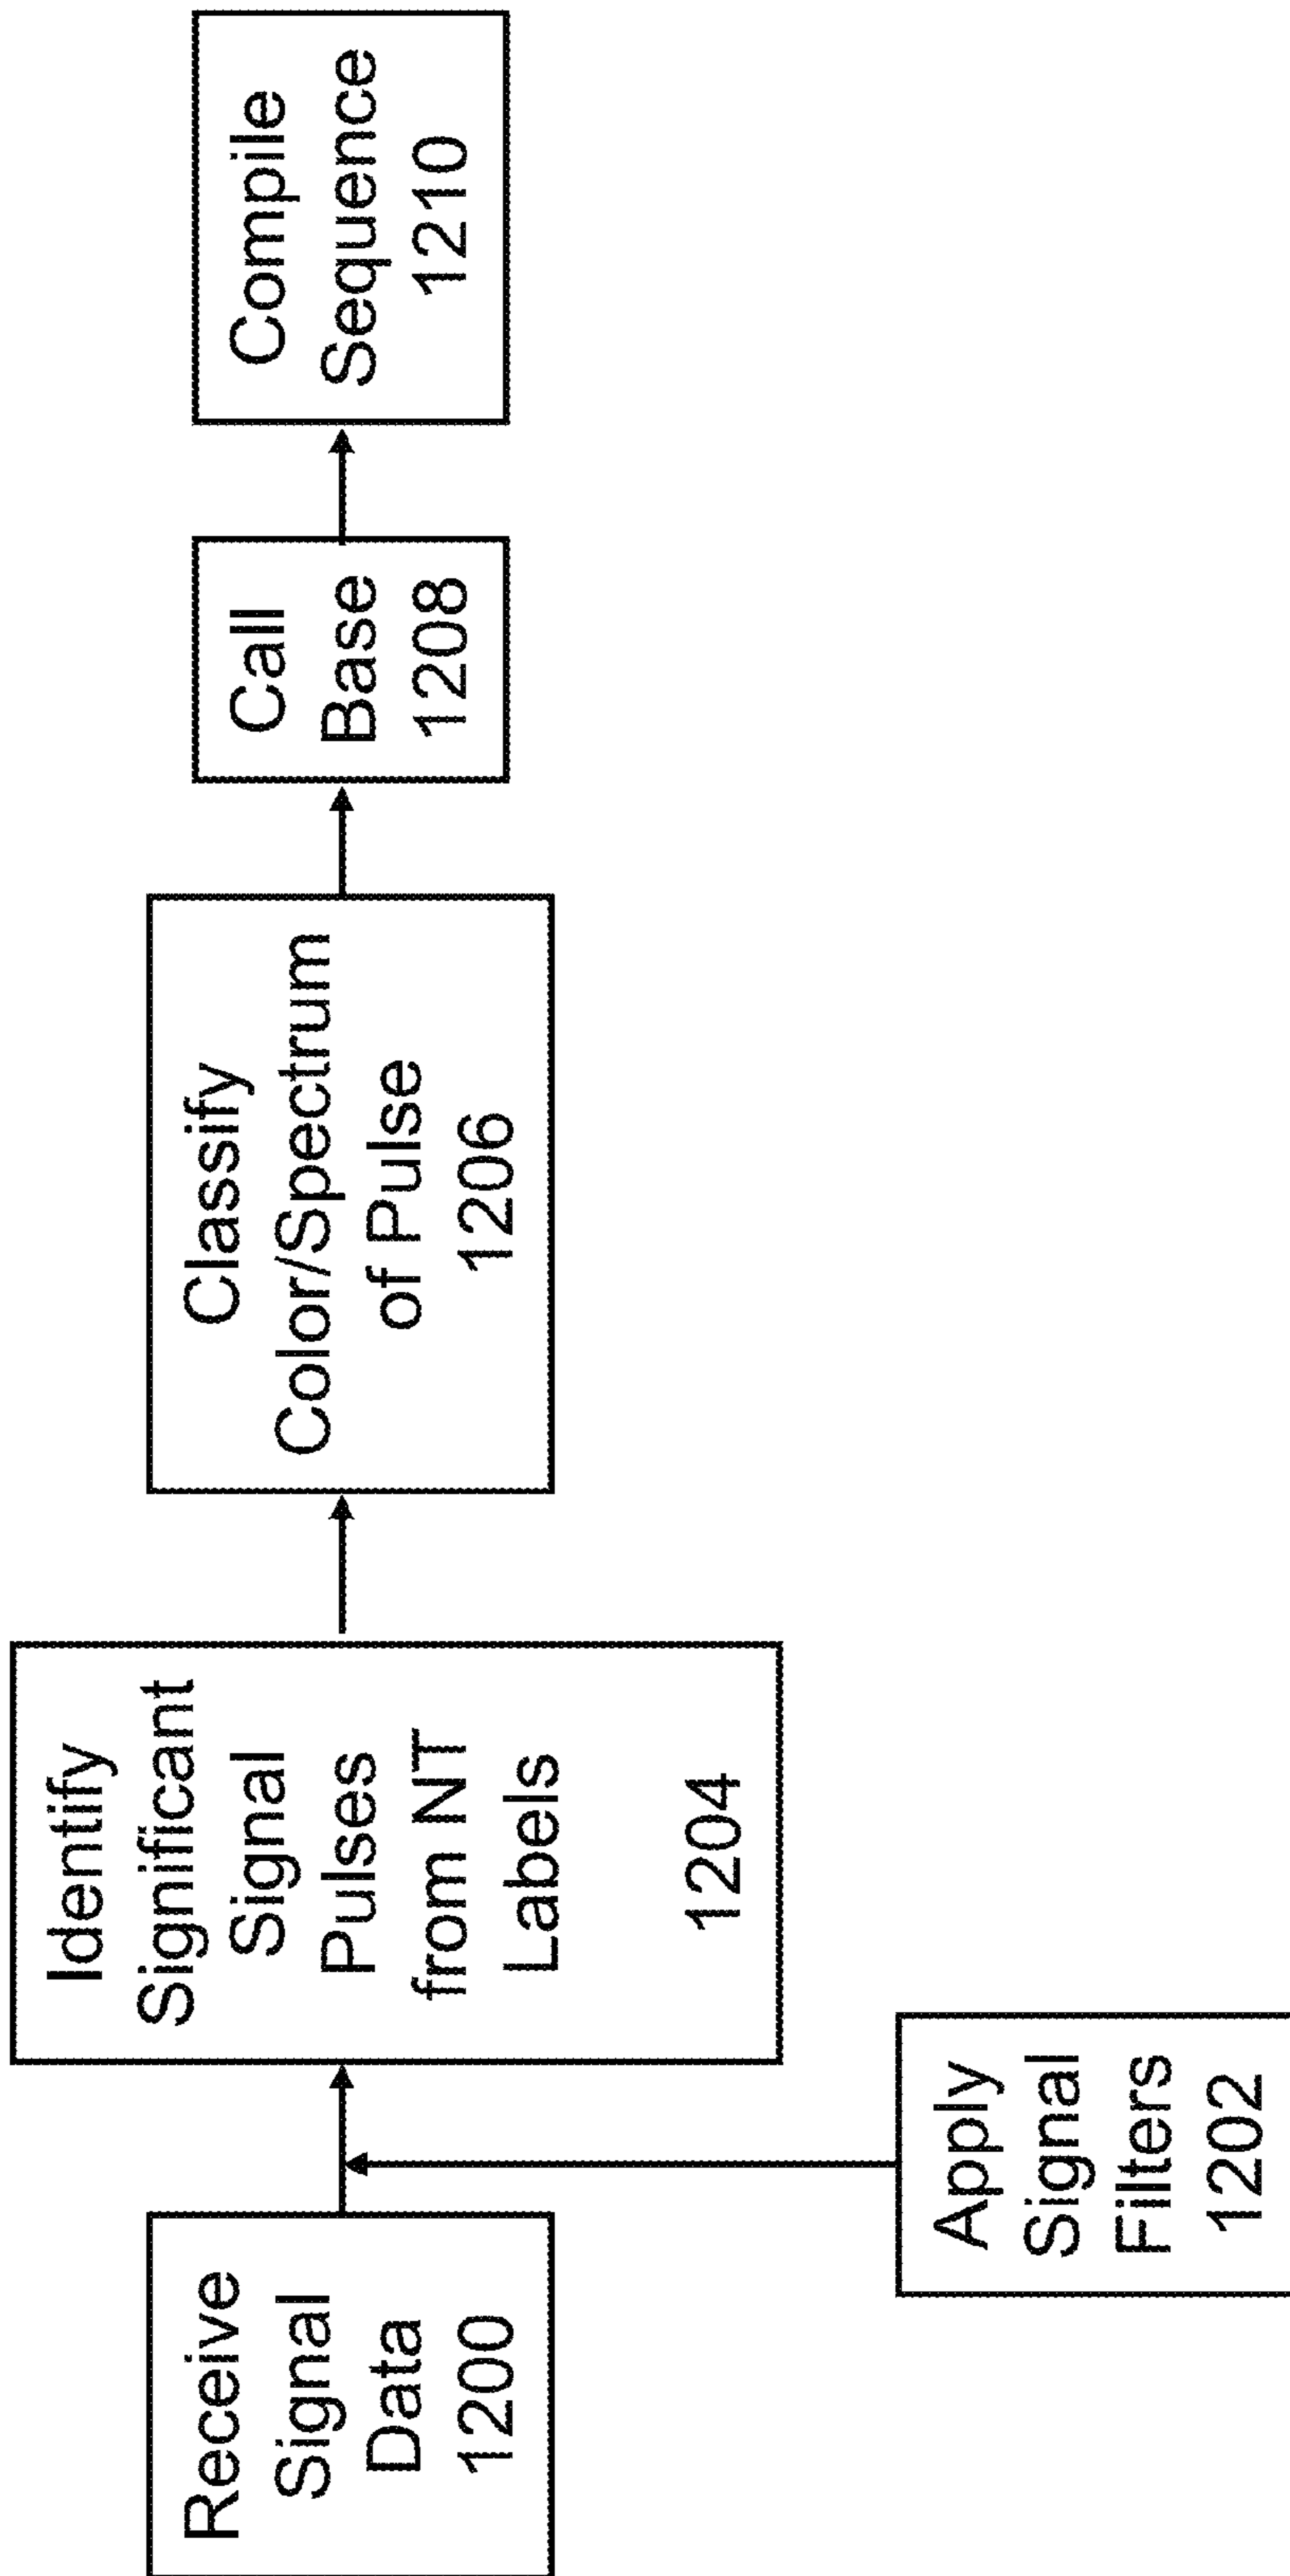 Receive
Signal
Data
1200
Apply
Signal
Filters
1202
Identify
Significant
Signal
Pulses
from NT
Labels
1204
Classify
Color/Spectrum
of Pulse
1206
Call
Base
1208
Compile
Sequence
1210